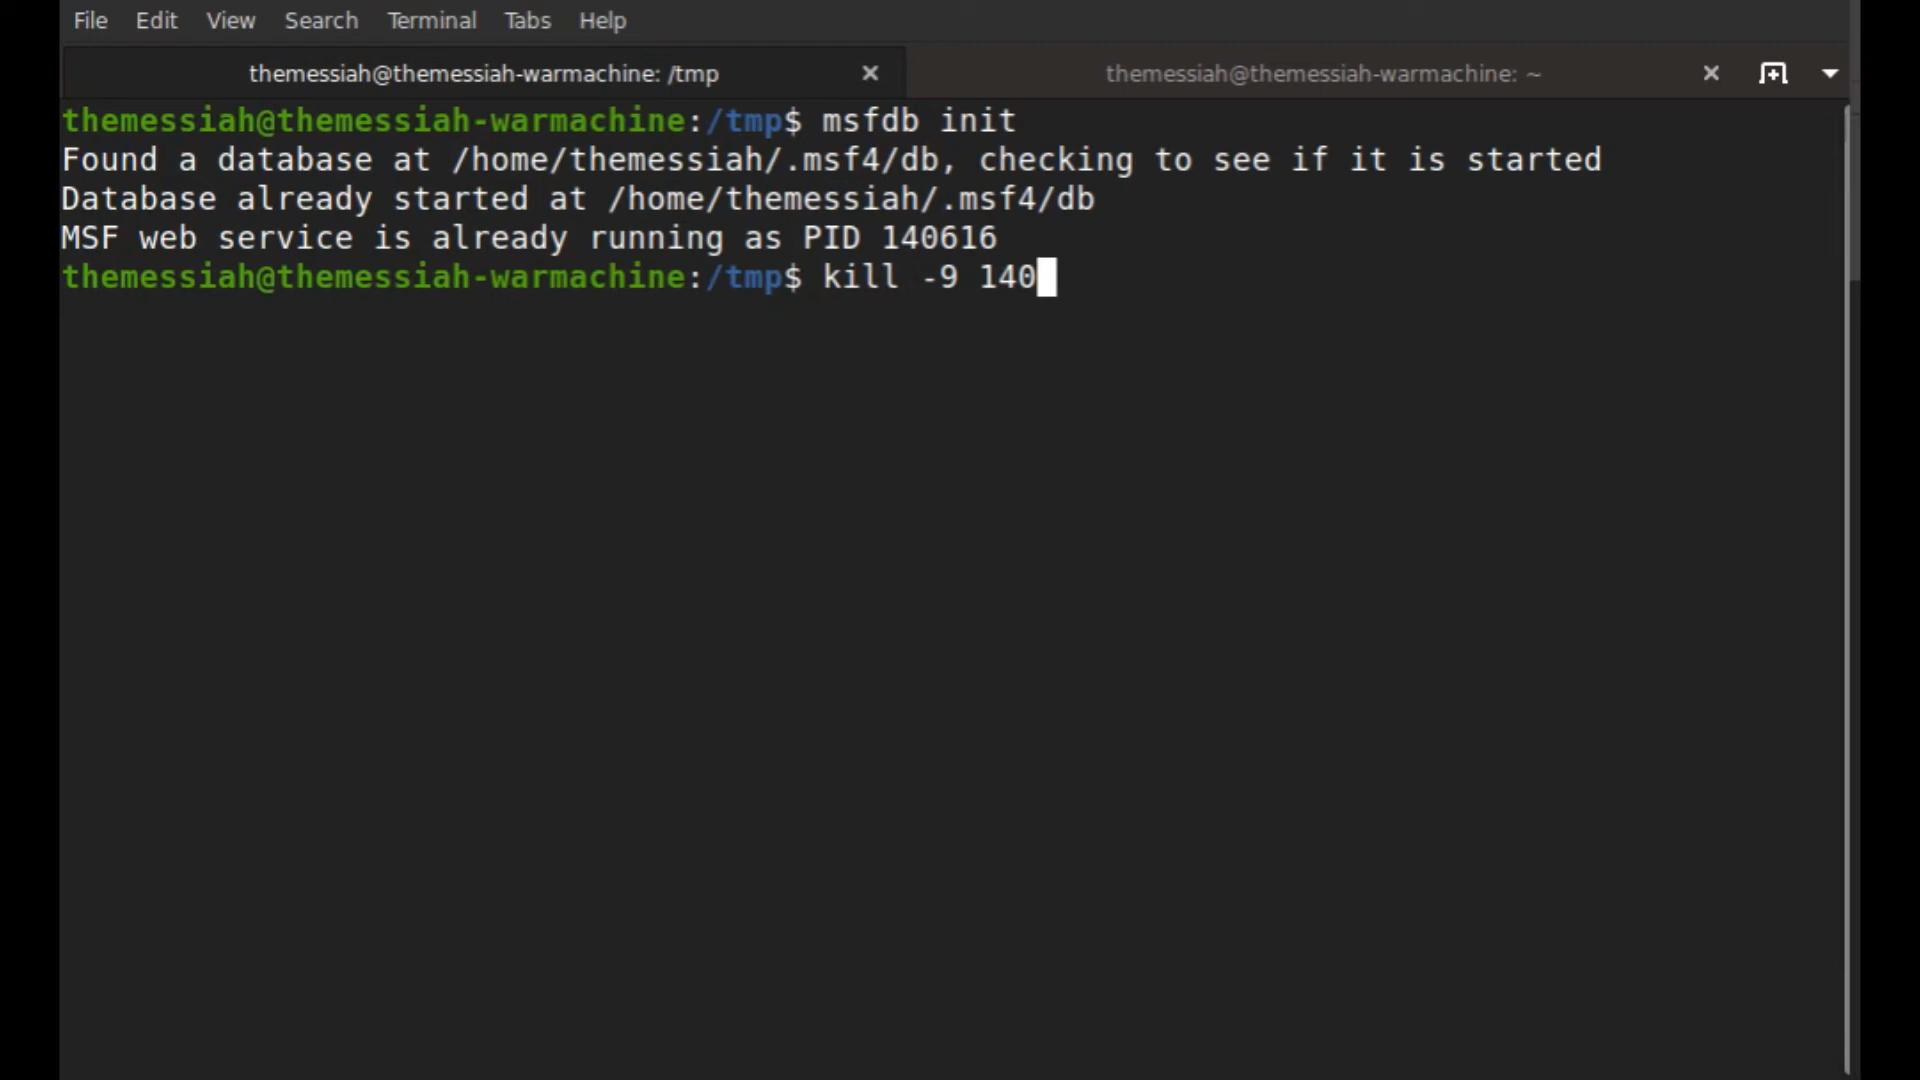 File Edit View Search Terminal Tabs Help
themessiah@themessiah-warmachine: /tmp × themessiah@themessiah-warmachine: ~ ×
themessiah@themessiah-warmachine:/tmp$ msfdb init
Found a database at /home/themessiah/.msf4/db, checking to see if it is started
Database already started at /home/themessiah/.msf4/db
MSF web service is already running as PID 140616
themessiah@themessiah-warmachine:/tmp$ kill -9 140